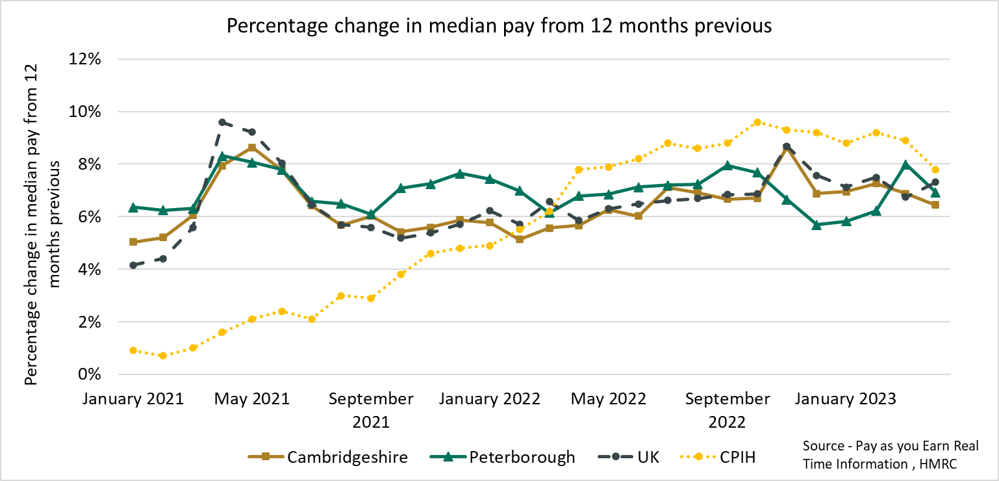 Percentage change in median pay from 12 months previous
Percentage change in median pay from 12
months previous
12%
10%
8%
6%
4%
2%
0%
January 2021
May 2021
September
2021
January 2022
May 2022
September
2022
January 2023
Cambridgeshire
Peterborough
UK
CPIH
Source - Pay as you Earn Real
Time Information , HMRC